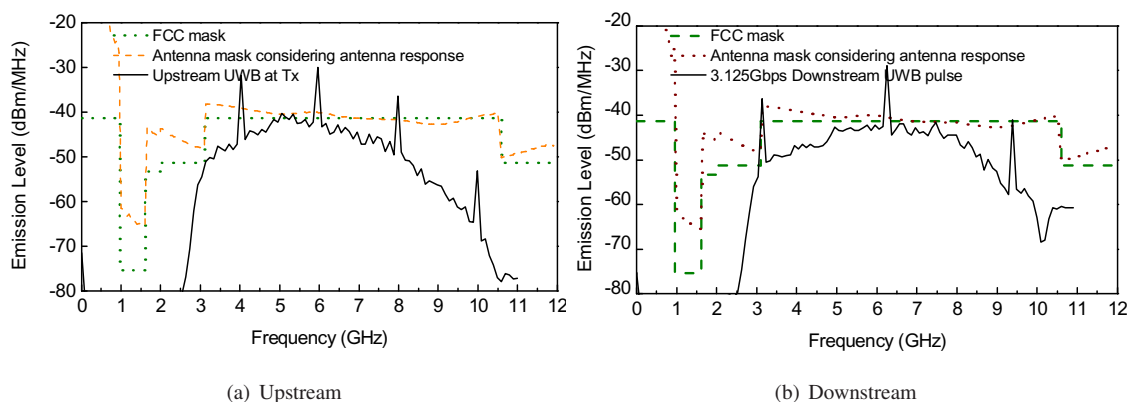 -20
-30
-40
-50
-60
-70
-80
Emission Level (dBm/MHz)
FCC mask
Antenna mask considering antenna response
Upstream UWB at Tx
0 1 2 3 4 5 6 7 8 9 10 11 12
Frequency (GHz)
(a) Upstream
-20
-30
-40
-50
-60
-70
-80
Emission Level (dBm/MHz)
FCC mask
Antenna mask considering antenna response
3.125Gbps Downstream UWB pulse
0 1 2 3 4 5 6 7 8 9 10 11 12
Frequency (GHz)
(b) Downstream